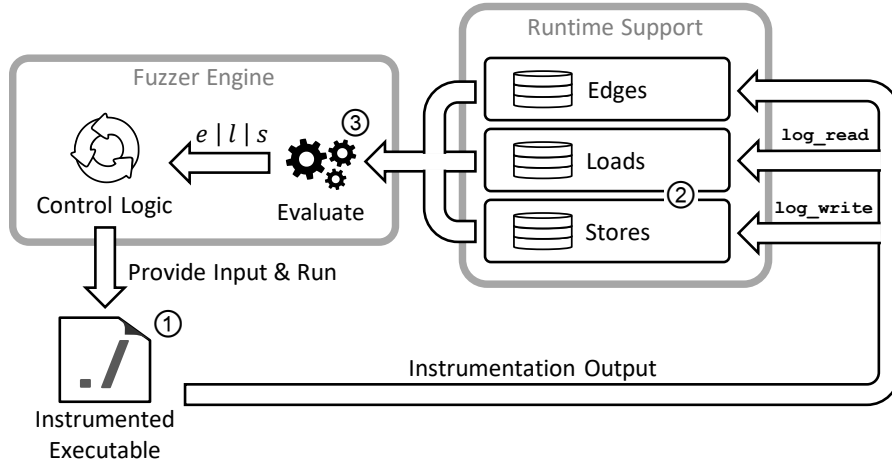 Runtime Support
Fuzzer Engine
Edges
③
e | l | s
log_read
Loads
Control Logic
Evaluate
②
log_write
Stores
Provide Input & Run
①
./
Instrumentation Output
Instrumented
Executable